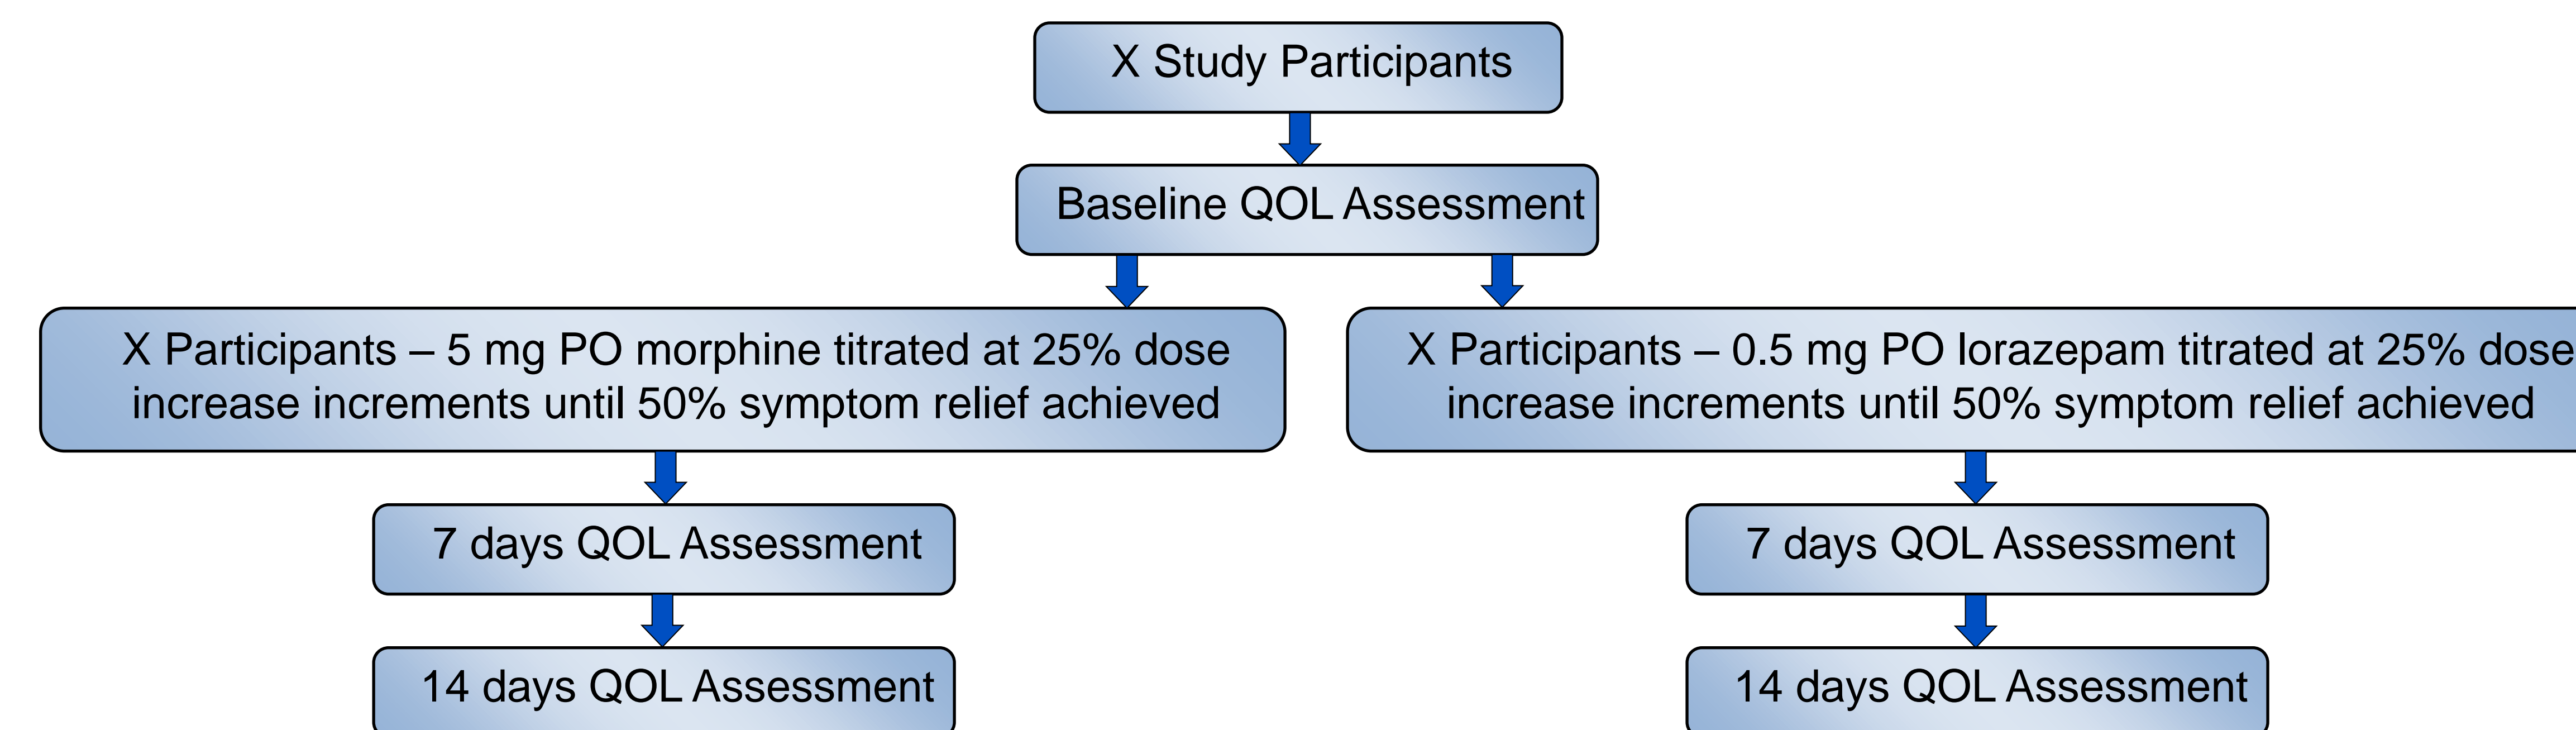 X Study Participants
Baseline QOL Assessment
X Participants – 5 mg PO morphine titrated at 25% dose
increase increments until 50% symptom relief achieved
X Participants – 0.5 mg PO lorazepam titrated at 25% dose
increase increments until 50% symptom relief achieved
7 days QOL Assessment
7 days QOL Assessment
14 days QOL Assessment
14 days QOL Assessment